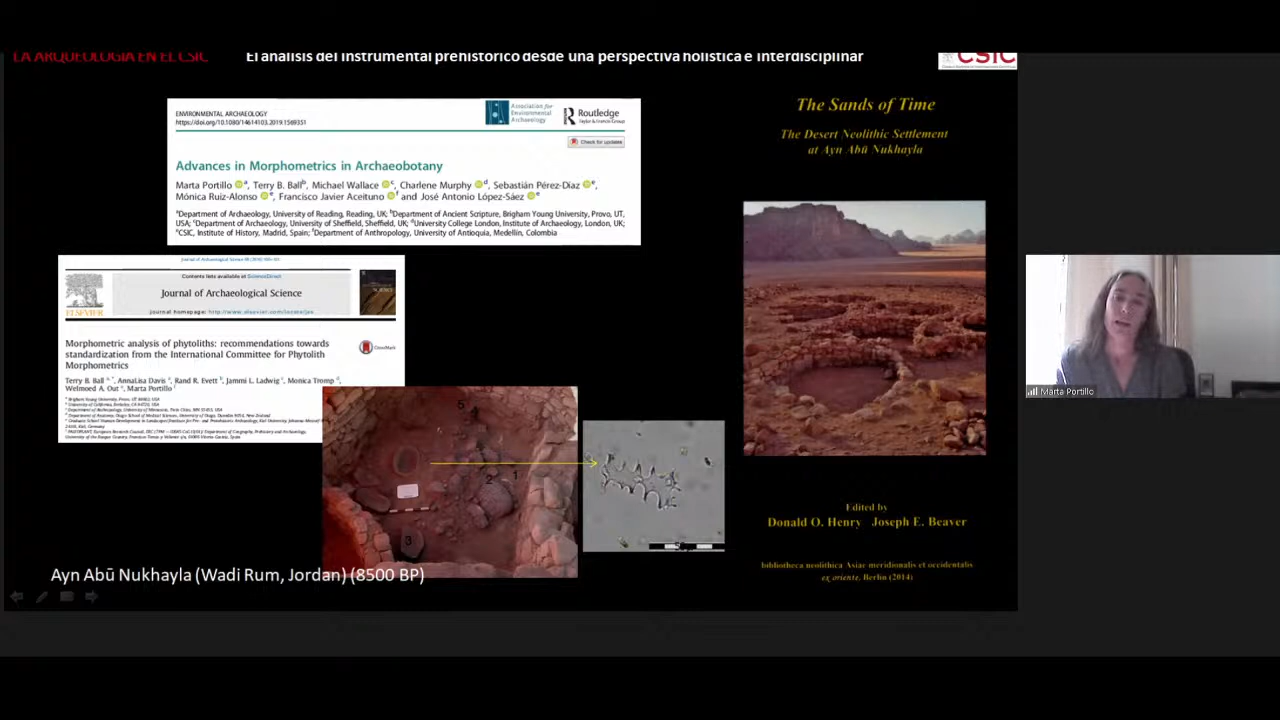 LA ARQUEOLOGÍA EN EL CSIC
El análisis del instrumental prehistórico desde una perspectiva holística e interdisciplinar
CSIC
ENVIRONMENTAL ARCHAEOLOGY
https://doi.org/10.1080/14614103.2019.1569351
Association for
Environmental
Archaeology
Routledge
Taylor & Francis Group
Check for updates
Advances in Morphometrics in Archaeobotany
Marta Portillo a, Terry B. Ball b, Michael Wallace c, Charlene Murphy d, Sebastián Pérez-Díaz e,
Mónica Ruiz-Alonso e, Francisco Javier Aceituno f and José Antonio López-Sáez e
a Department of Archaeology, University of Reading, Reading, UK; b Department of Ancient Scripture, Brigham Young University, Provo, UT,
USA; c Department of Archaeology, University of Sheffield, Sheffield, UK; d University College London, Institute of Archaeology, London, UK;
e CSIC, Institute of History, Madrid, Spain; f Department of Anthropology, University of Antioquia, Medellín, Colombia
Contents lists available at ScienceDirect
Journal of Archaeological Science
journal homepage: http://www.elsevier.com/locate/jas
ELSEVIER
Morphometric analysis of phytoliths: recommendations towards
standardization from the International Committee for Phytolith
Morphometrics
CrossMark
Terry B. Ball, AnnaLisa Davis, Rand R. Evett, Jammi L. Ladwig, Monica Tromp,
Welmoed A. Out, Marta Portillo
5
1
2
3
Ayn Abū Nukhayla (Wadi Rum, Jordan) (8500 BP)
The Sands of Time
The Desert Neolithic Settlement
at Ayn Abū Nukhayla
Edited by
Donald O. Henry Joseph E. Beaver
bibliotheca neolithica Asiae meridionalis et occidentalis
ex oriente, Berlin (2014)
Marta Portillo